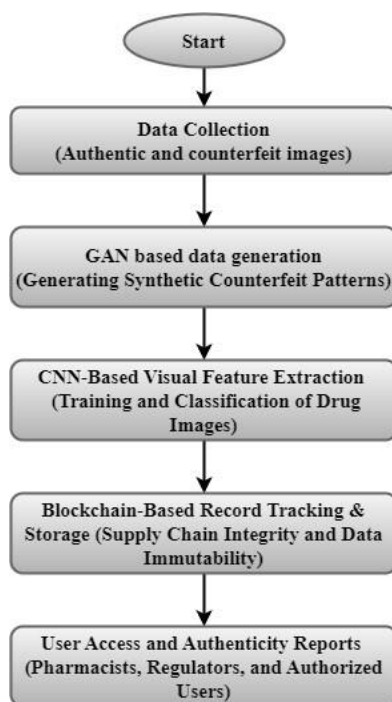 Start
Data Collection
(Authentic and counterfeit images)
GAN based data generation
(Generating Synthetic Counterfeit Patterns)
CNN-Based Visual Feature Extraction
(Training and Classification of Drug
Images)
Blockchain-Based Record Tracking &
Storage (Supply Chain Integrity and Data
Immutability)
User Access and Authenticity Reports
(Pharmacists, Regulators, and Authorized
Users)